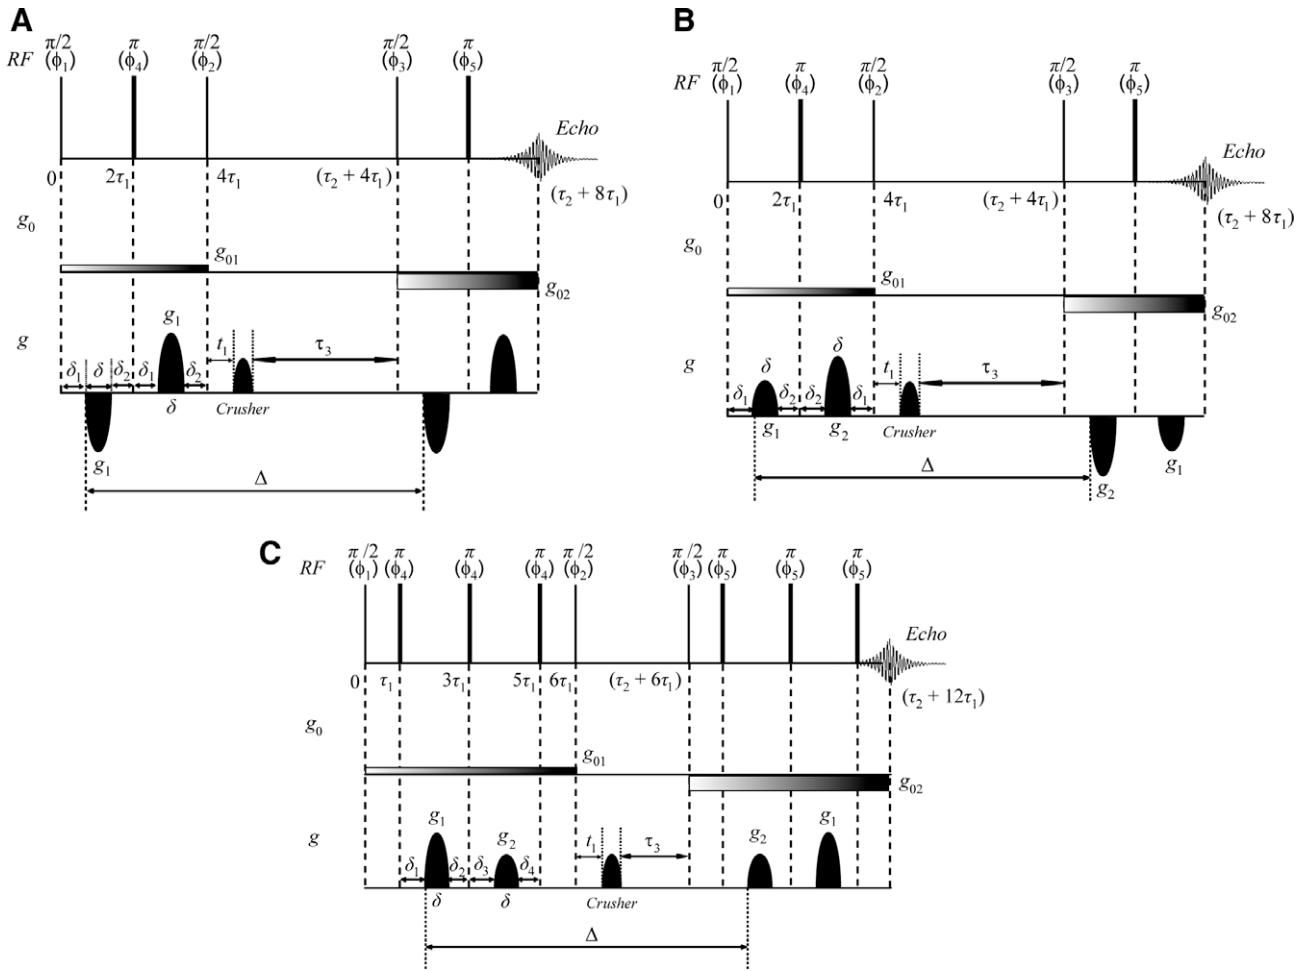 A
π/2 π π/2 π/2 π
RF (ϕ1) (ϕ4) (ϕ2) (ϕ3) (ϕ5)
Echo
0 2τ1 4τ1 (τ2 + 4τ1) (τ2 + 8τ1)
g0
g01
g02
g
g1
t1 τ3
δ1 δ δ2 δ1 δ2
δ Crusher
g1
Δ
B
π/2 π π/2 π/2 π
RF (ϕ1) (ϕ4) (ϕ2) (ϕ3) (ϕ5)
Echo
0 2τ1 4τ1 (τ2 + 4τ1) (τ2 + 8τ1)
g0
g01
g02
g
δ δ
t1 τ3
δ1 δ2 δ2 δ1
g1 g2 Crusher
g1
Δ
g2
C
π/2 π π π π/2 π/2 π π π
RF (ϕ1) (ϕ4) (ϕ4) (ϕ4) (ϕ2) (ϕ3) (ϕ5) (ϕ5) (ϕ5)
Echo
0 τ1 3τ1 5τ1 6τ1 (τ2 + 6τ1) (τ2 + 12τ1)
g0
g01
g02
g
g1 g2 t1 τ3 g2 g1
δ1 δ2 δ3 δ4
δ δ Crusher
Δ